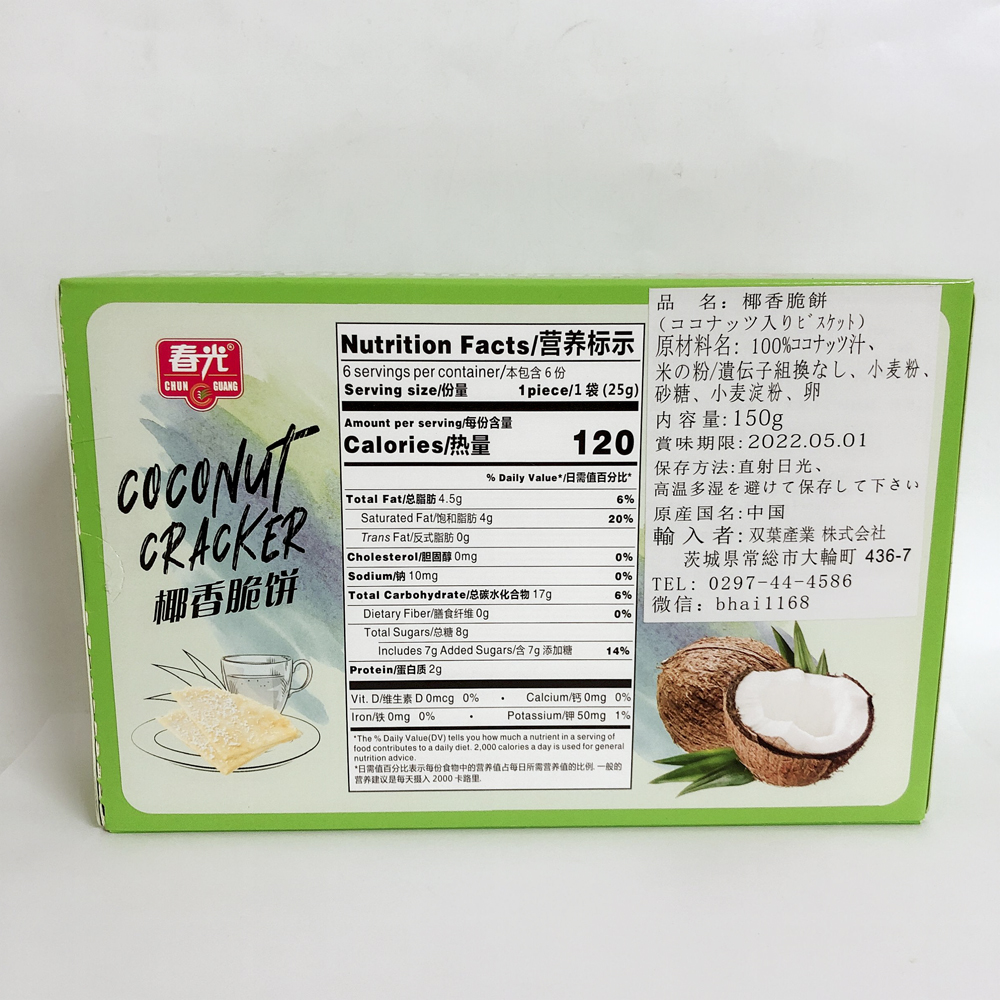 春光®
CHUN GUANG
COCONUT
CRACKER
椰香脆饼
Nutrition Facts/营养标示
6 servings per container/本包含 6 份
Serving size/份量 1piece/1 袋 (25g)
Amount per serving/每份含量
Calories/热量 120
% Daily Value*/日需值百分比*
Total Fat/总脂肪 4.5g 6%
Saturated Fat/饱和脂肪 4g 20%
Trans Fat/反式脂肪 0g
Cholesterol/胆固醇 0mg 0%
Sodium/钠 10mg 0%
Total Carbohydrate/总碳水化合物 17g 6%
Dietary Fiber/膳食纤维 0g 0%
Total Sugars/总糖 8g
Includes 7g Added Sugars/含 7g 添加糖 14%
Protein/蛋白质 2g
Vit. D/维生素 D 0mcg 0% • Calcium/钙 0mg 0%
Iron/铁 0mg 0% • Potassium/钾 50mg 1%
*The % Daily Value(DV) tells you how much a nutrient in a serving of
food contributes to a daily diet. 2,000 calories a day is used for general
nutrition advice.
*日需值百分比表示每份食物中的营养值占每日所需营养值的比例. 一般的
营养建议是每天摄入 2000 卡路里.
品 名: 椰香脆餅
(ココナッツ入りビスケット)
原材料名: 100%ココナッツ汁、
米の粉/遺伝子組換なし、小麦粉、
砂糖、小麦淀粉、卵
内容量:150g
賞味期限:2022.05.01
保存方法:直射日光、
高温多湿を避けて保存して下さい
原産国名:中国
輸入者:双葉產業 株式会社
茨城県常総市大輪町 436-7
TEL: 0297-44-4586
微信: bhai1168